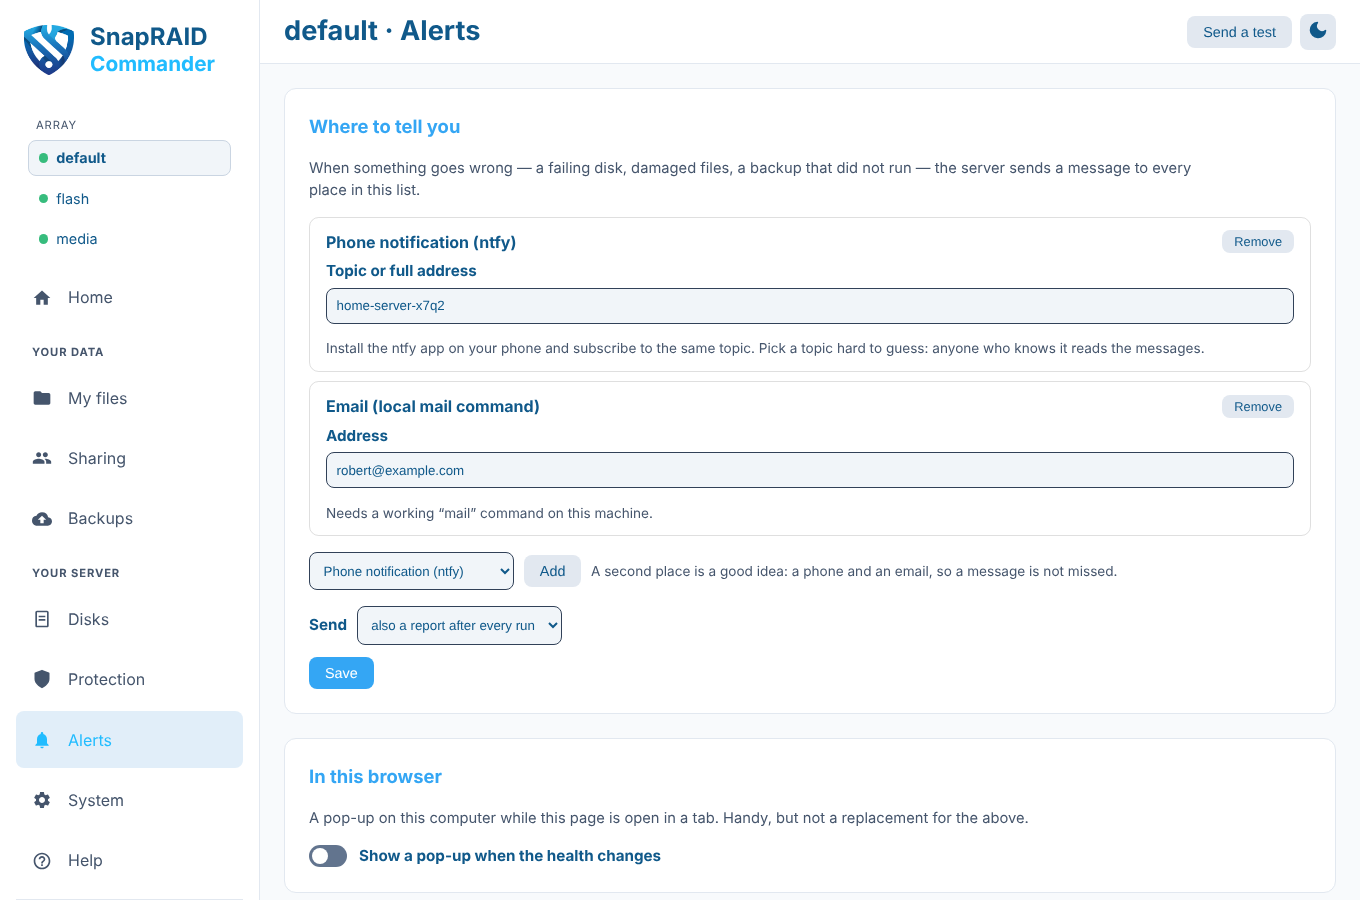 SnapRAID
Commander
ARRAY
default
flash
media
Home
YOUR DATA
My files
Sharing
Backups
YOUR SERVER
Disks
Protection
Alerts
System
Help
default · Alerts
Send a test
Where to tell you
When something goes wrong — a failing disk, damaged files, a backup that did not run — the server sends a message to every
place in this list.
Phone notification (ntfy)
Remove
Topic or full address
home-server-x7q2
Install the ntfy app on your phone and subscribe to the same topic. Pick a topic hard to guess: anyone who knows it reads the messages.
Email (local mail command)
Remove
Address
robert@example.com
Needs a working “mail” command on this machine.
Phone notification (ntfy)
Add
A second place is a good idea: a phone and an email, so a message is not missed.
Send
also a report after every run
Save
In this browser
A pop-up on this computer while this page is open in a tab. Handy, but not a replacement for the above.
Show a pop-up when the health changes